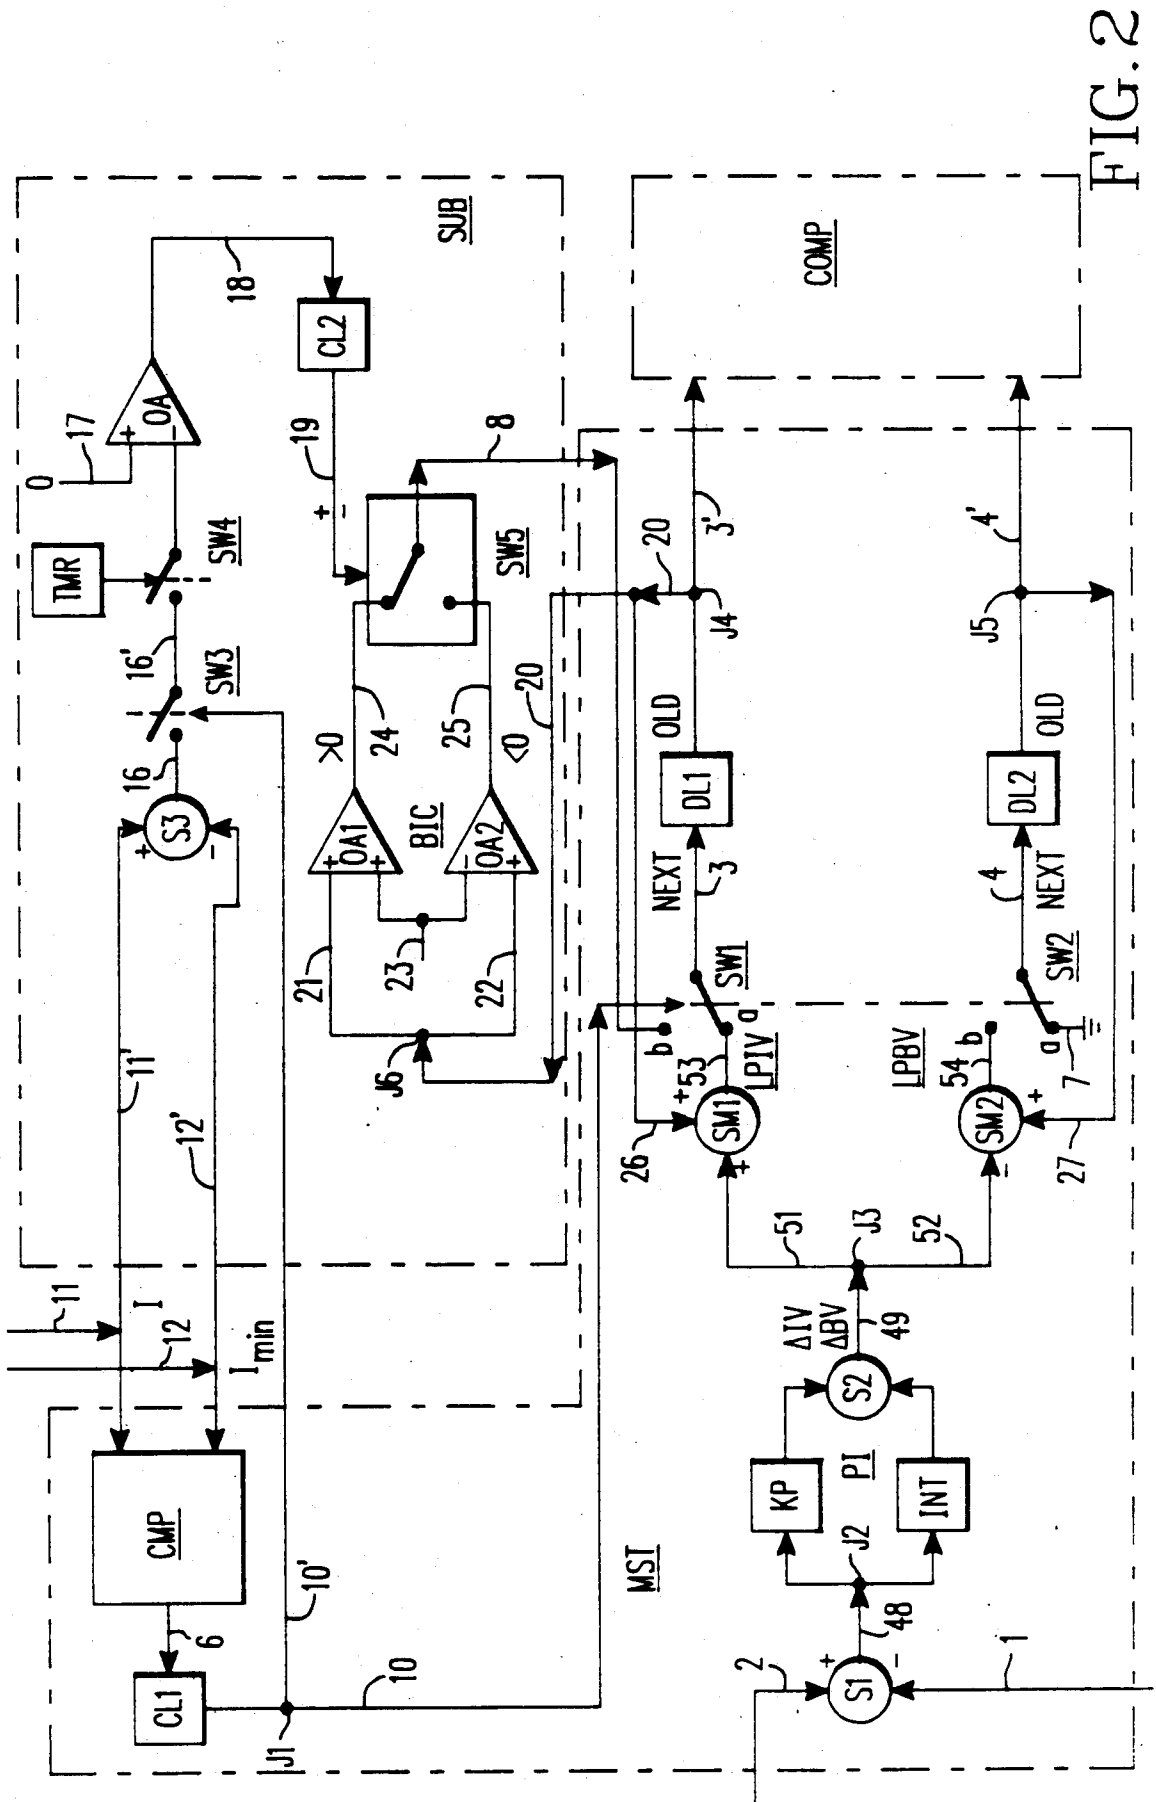 FIG.2
0
17
TMR
SW4
+
-
OA
18
SUB
CL2
19
+
-
8
SW5
16'
SW3
16
S3
+
-
>0
24
25
<0
BIC
OA1
+
+
OA2
-
+
21
23
22
J6
20
11'
12'
11
I
12
Imin
CMP
6
CL1
J1
10'
10
COMP
3'
20
J4
4'
J5
OLD
DL1
NEXT
3
OLD
DL2
4
NEXT
SW1
a
b
LPIV
53
+
SM1
+
26
SW2
b
a
7
LPBV
54
SM2
+
-
27
51
J3
52
ΔIV
ΔBV
49
S2
KP
PI
INT
J2
48
MST
2
+
S1
-
1